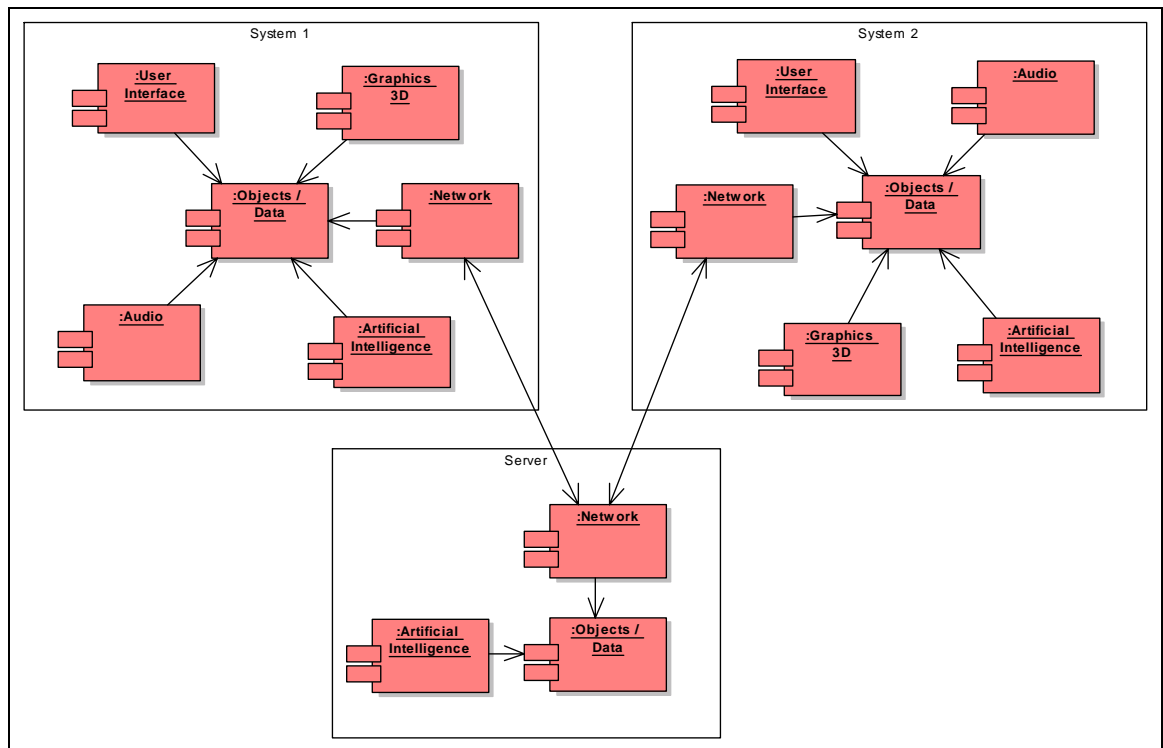 System 1
:User
Interface
:Graphics
3D
:Objects /
Data
:Network
:Audio
:Artificial
Intelligence
System 2
:User
Interface
:Audio
:Objects /
Data
:Network
:Graphics
3D
:Artificial
Intelligence
Server
:Network
:Artificial
Intelligence
:Objects /
Data